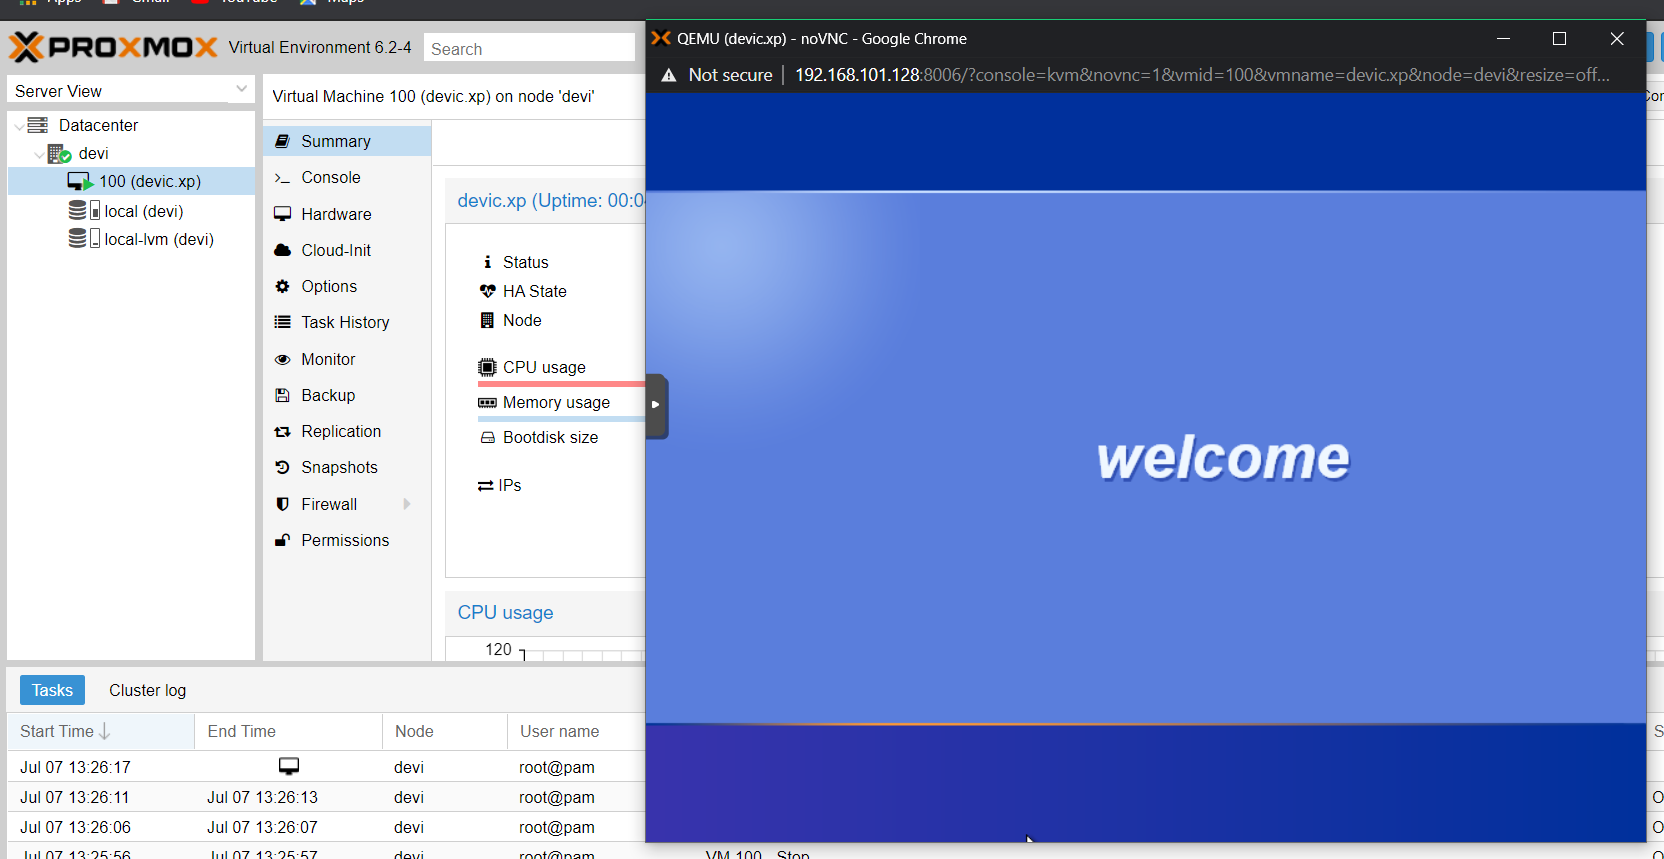 Apps Gmail YouTube Maps
PROXMOX Virtual Environment 6.2-4 Search
Server View
Datacenter
devi
100 (devic.xp)
local (devi)
local-lvm (devi)
Virtual Machine 100 (devic.xp) on node 'devi'
Summary
Console
Hardware
Cloud-Init
Options
Task History
Monitor
Backup
Replication
Snapshots
Firewall
Permissions
devic.xp (Uptime: 00:0
Status
HA State
Node
CPU usage
Memory usage
Bootdisk size
IPs
CPU usage
120
QEMU (devic.xp) - noVNC - Google Chrome
Not secure 192.168.101.128:8006/?console=kvm&novnc=1&vmid=100&vmname=devic.xp&node=devi&resize=off...
welcome
Tasks Cluster log
Start Time End Time Node User name
Jul 07 13:26:17 devi root@pam
Jul 07 13:26:11 Jul 07 13:26:13 devi root@pam
Jul 07 13:26:06 Jul 07 13:26:07 devi root@pam
Jul 07 13:25:56 Jul 07 13:25:57 devi root@pam VM 100 - Stop